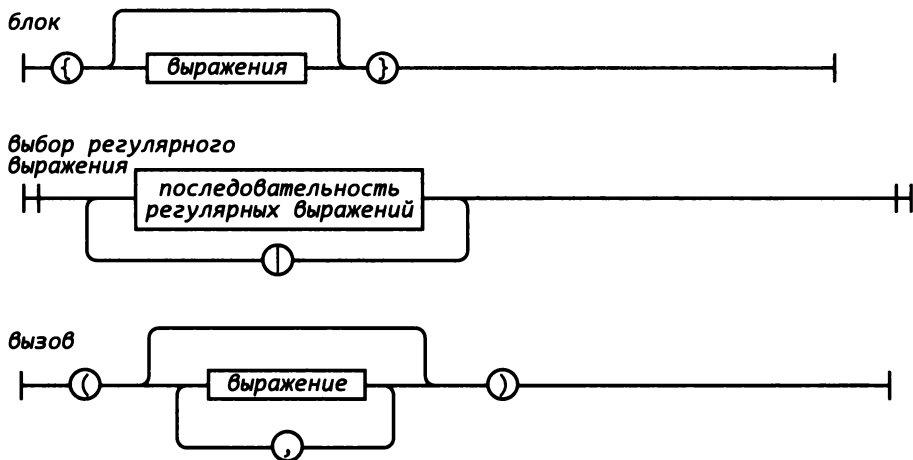 блок
{ выражения }
выбор регулярного
выражения
последовательность
регулярных выражений
|
вызов
( выражение )
,